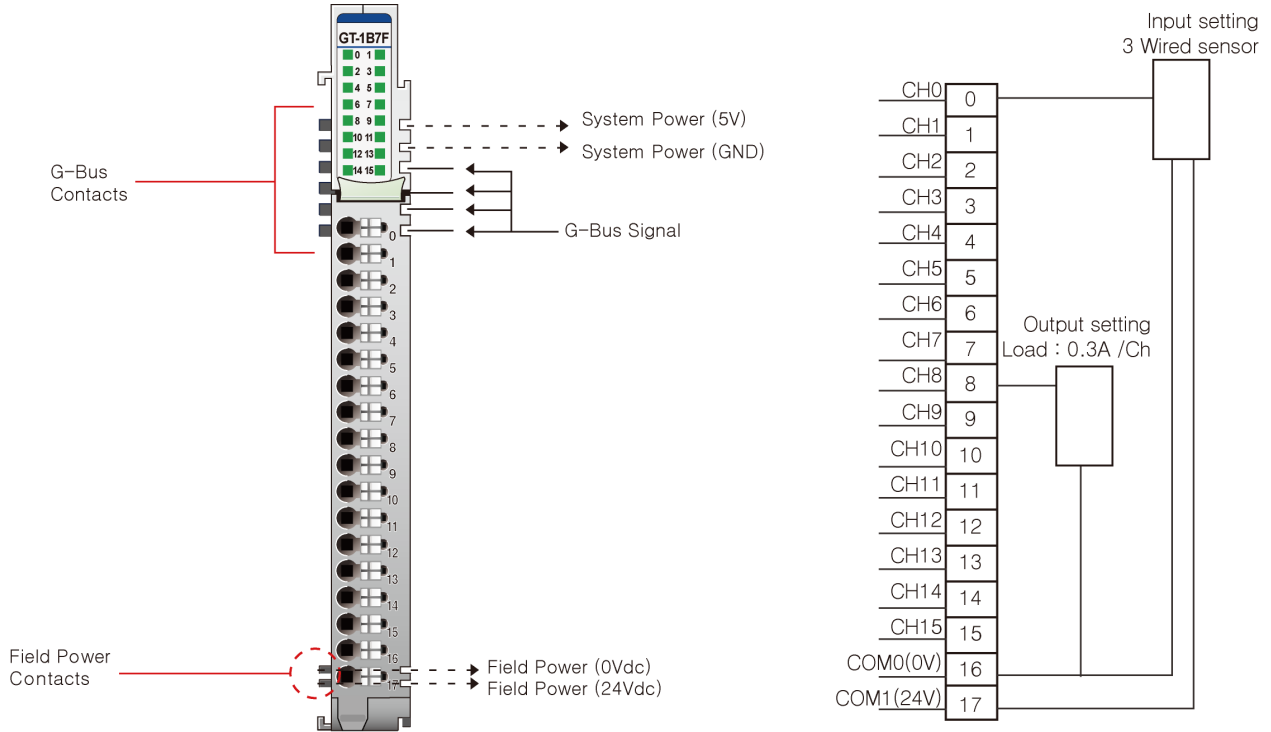 GT-1B7F
0 1
2 3
4 5
6 7
8 9
10 11
12 13
14 15
System Power (5V)
System Power (GND)
G-Bus
Contacts
G-Bus Signal
0
1
2
3
4
5
6
7
8
9
10
11
12
13
14
15
16
17
Field Power
Contacts
Field Power (0Vdc)
Field Power (24Vdc)
Input setting
3 Wired sensor
CH0 0
CH1 1
CH2 2
CH3 3
CH4 4
CH5 5
CH6 6
CH7 7
Output setting
Load : 0.3A /Ch
CH8 8
CH9 9
CH10 10
CH11 11
CH12 12
CH13 13
CH14 14
CH15 15
COM0(0V) 16
COM1(24V) 17